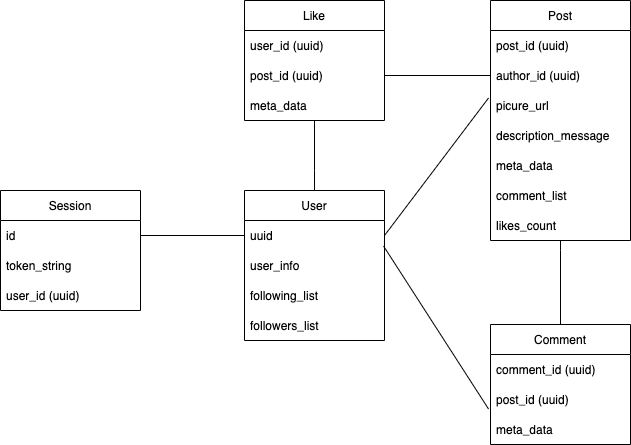 Like
user_id (uuid)
post_id (uuid)
meta_data
Post
post_id (uuid)
author_id (uuid)
picure_url
description_message
meta_data
comment_list
likes_count
Session
id
token_string
user_id (uuid)
User
uuid
user_info
following_list
followers_list
Comment
comment_id (uuid)
post_id (uuid)
meta_data